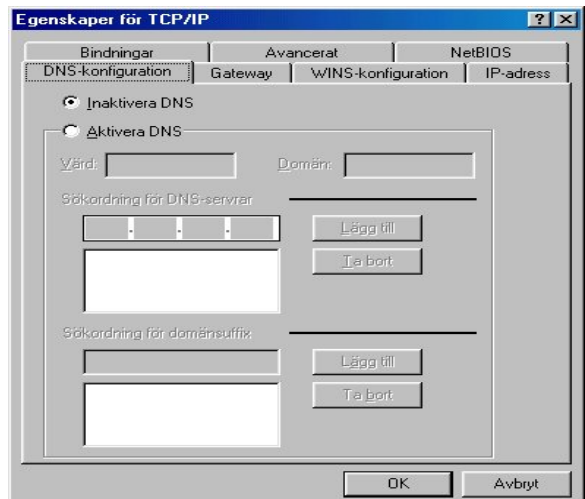 Egenskaper för TCP/IP
Bindningar Avancerat NetBIOS
DNS-konfiguration Gateway WINS-konfiguration IP-adress
Inaktivera DNS
Aktivera DNS
Värd: Domän:
Sökordning för DNS-servrar
Lägg till
Ta bort
Sökordning för domänsuffix
Lägg till
Ta bort
OK Avbryt